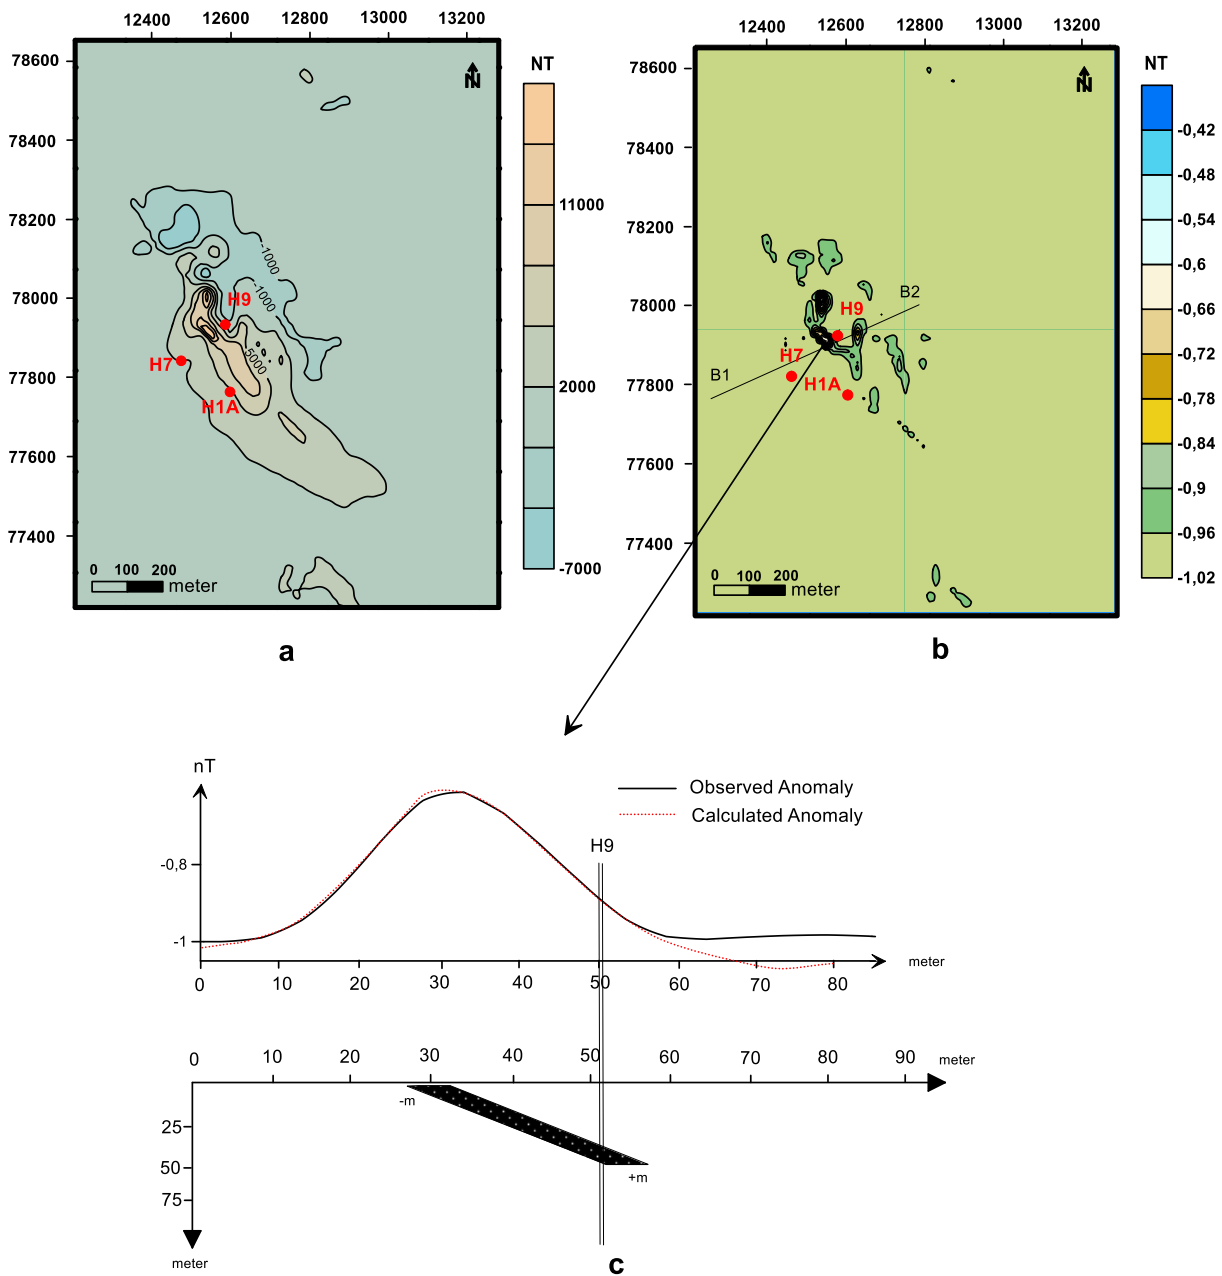 12400 12600 12800 13000 13200
78600
78400
78200
78000
77800
77600
77400
N
-1000
-1000
5000
H9
H7
H1A
0 100 200
meter
NT
11000
2000
-7000
a
12400 12600 12800 13000 13200
78600
78400
78200
78000
77800
77600
77400
N
B2
H9
H7
B1
H1A
0 100 200
meter
NT
-0,42
-0,48
-0,54
-0,6
-0,66
-0,72
-0,78
-0,84
-0,9
-0,96
-1,02
b
nT
Observed Anomaly
Calculated Anomaly
H9
-0,8
-1
0 10 20 30 40 50 60 70 80
meter
0 10 20 30 40 50 60 70 80 90
meter
-m
25
50
75
+m
meter
c